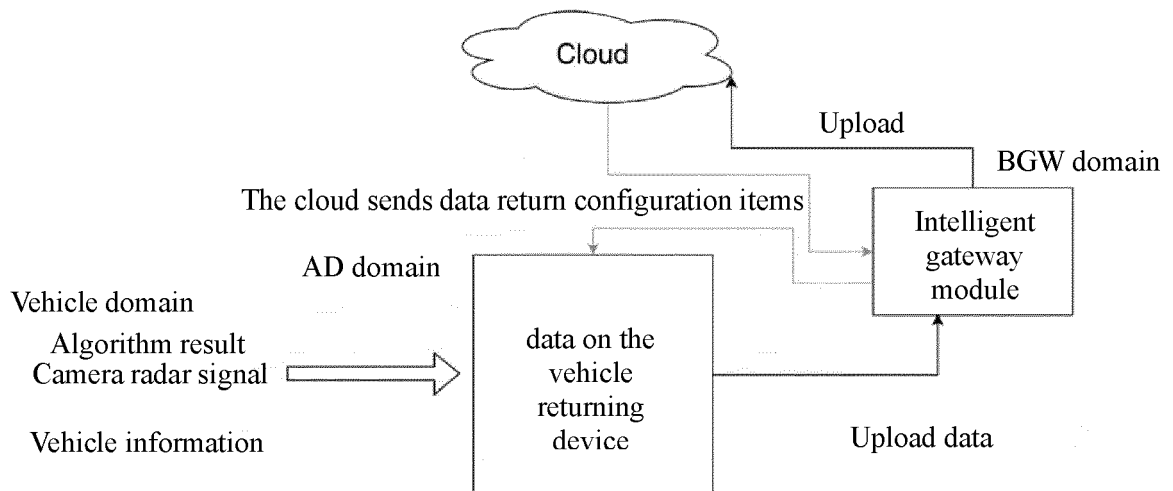 Cloud
Upload
BGW domain
The cloud sends data return configuration items
Intelligent
gateway
module
AD domain
Vehicle domain
Algorithm result
Camera radar signal
Vehicle information
data on the
vehicle
returning
device
Upload data